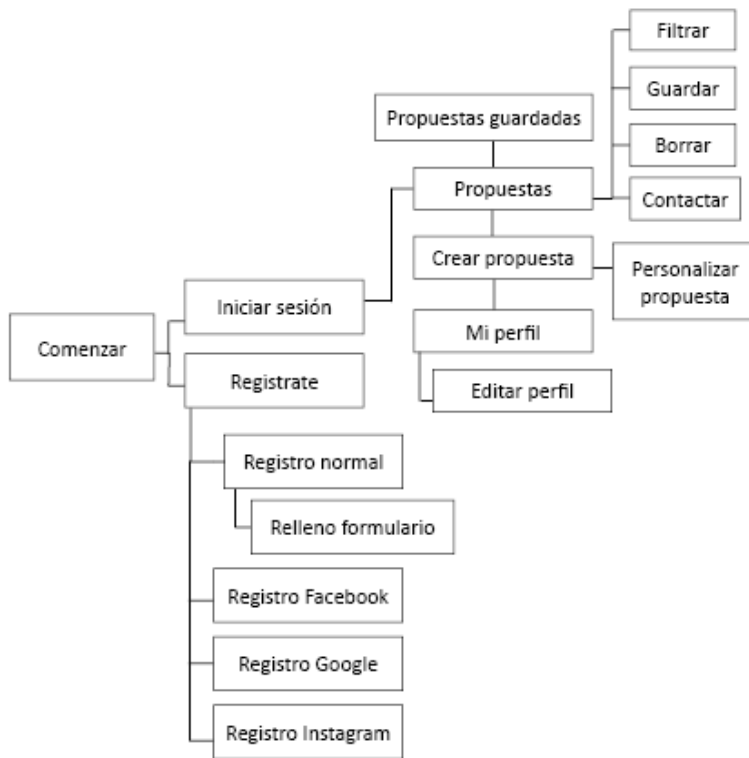 Filtrar
Guardar
Propuestas guardadas
Borrar
Propuestas
Contactar
Crear propuesta
Personalizar
propuesta
Iniciar sesión
Mi perfil
Comenzar
Registrate
Editar perfil
Registro normal
Relleno formulario
Registro Facebook
Registro Google
Registro Instagram